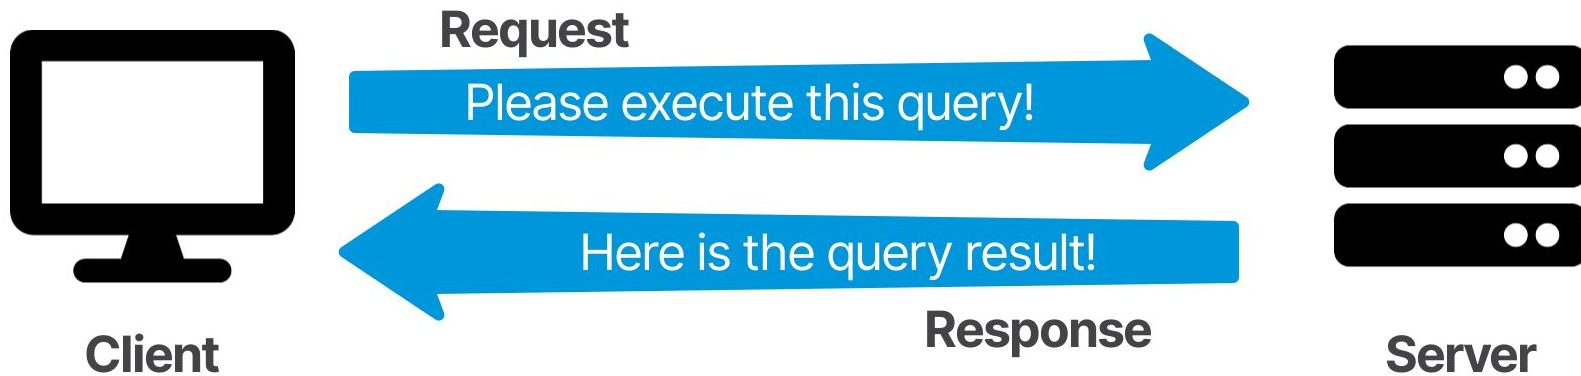 Request
Please execute this query!
Here is the query result!
Response
Client
Server